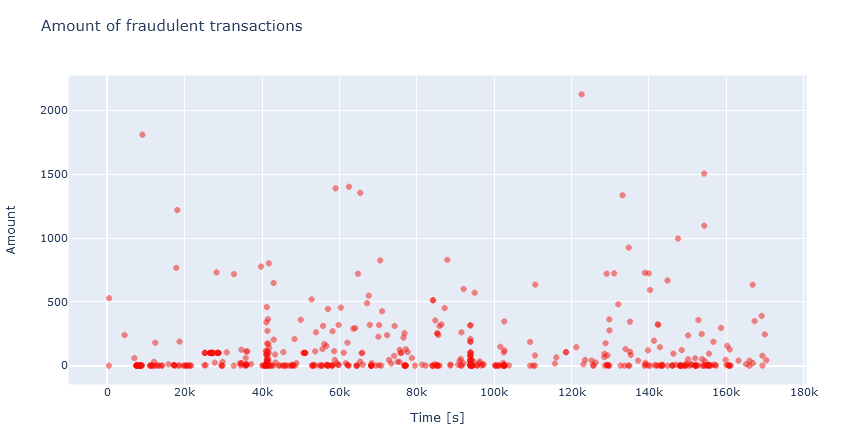 Amount of fraudulent transactions
2000
1500
1000
500
0
Amount
0 20k 40k 60k 80k 100k 120k 140k 160k 180k
Time [s]